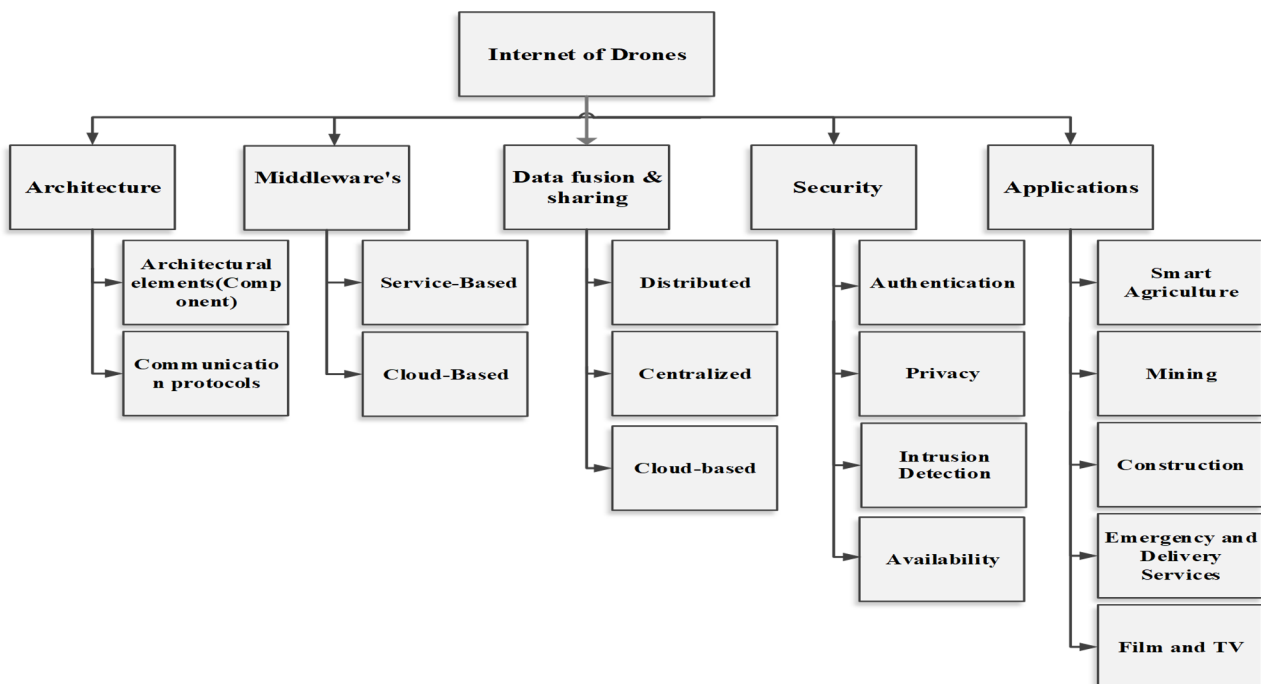 Internet of Drones
Architecture
Middleware's
Data fusion &
sharing
Security
Applications
Architectural
elements(Comp
onent)
Communicatio
n protocols
Service-Based
Cloud-Based
Distributed
Centralized
Cloud-based
Authentication
Privacy
Intrusion
Detection
Availability
Smart
Agriculture
Mining
Construction
Emergency and
Delivery
Services
Film and TV